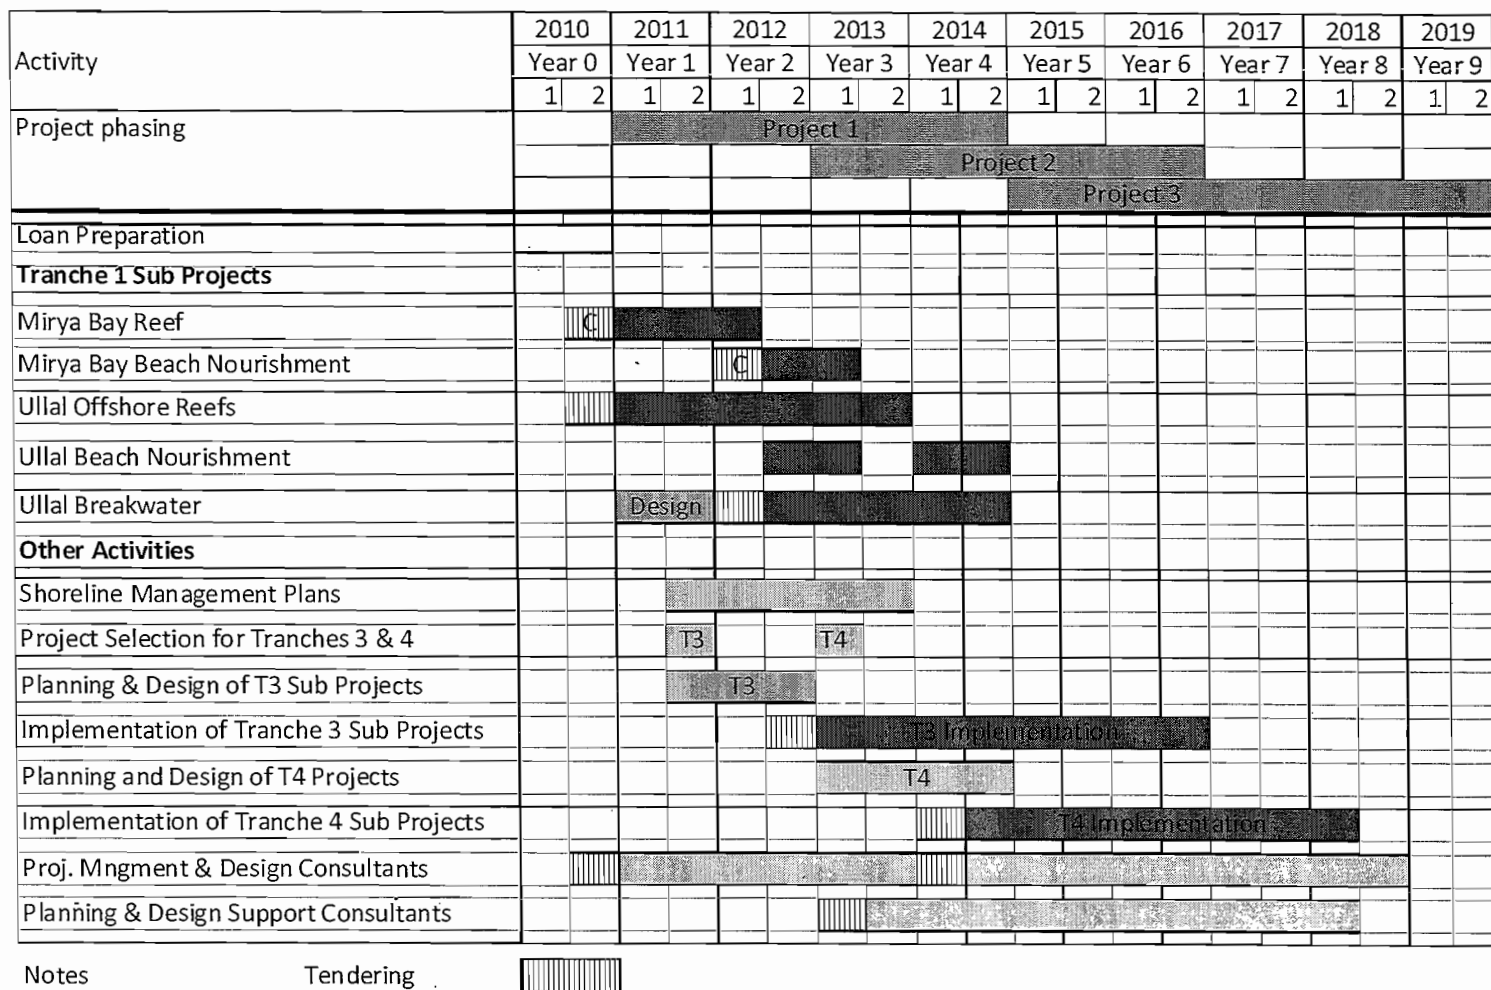 2010 2011 2012 2013 2014 2015 2016 2017 2018 2019
Activity Year 0 Year 1 Year 2 Year 3 Year 4 Year 5 Year 6 Year 7 Year 8 Year 9
1 2 1 2 1 2 1 2 1 2 1 2 1 2 1 2 1 2 1 2
Project phasing Project 1
Project 2
Project 3
Loan Preparation
Tranche 1 Sub Projects
Mirya Bay Reef C
Mirya Bay Beach Nourishment C
Ullal Offshore Reefs
Ullal Beach Nourishment
Ullal Breakwater Design
Other Activities
Shoreline Management Plans
Project Selection for Tranches 3 & 4 T3 T4
Planning & Design of T3 Sub Projects T3
Implementation of Tranche 3 Sub Projects T3 Implementation
Planning and Design of T4 Projects T4
Implementation of Tranche 4 Sub Projects T4 Implementation
Proj. Mngment & Design Consultants
Planning & Design Support Consultants
Notes Tendering